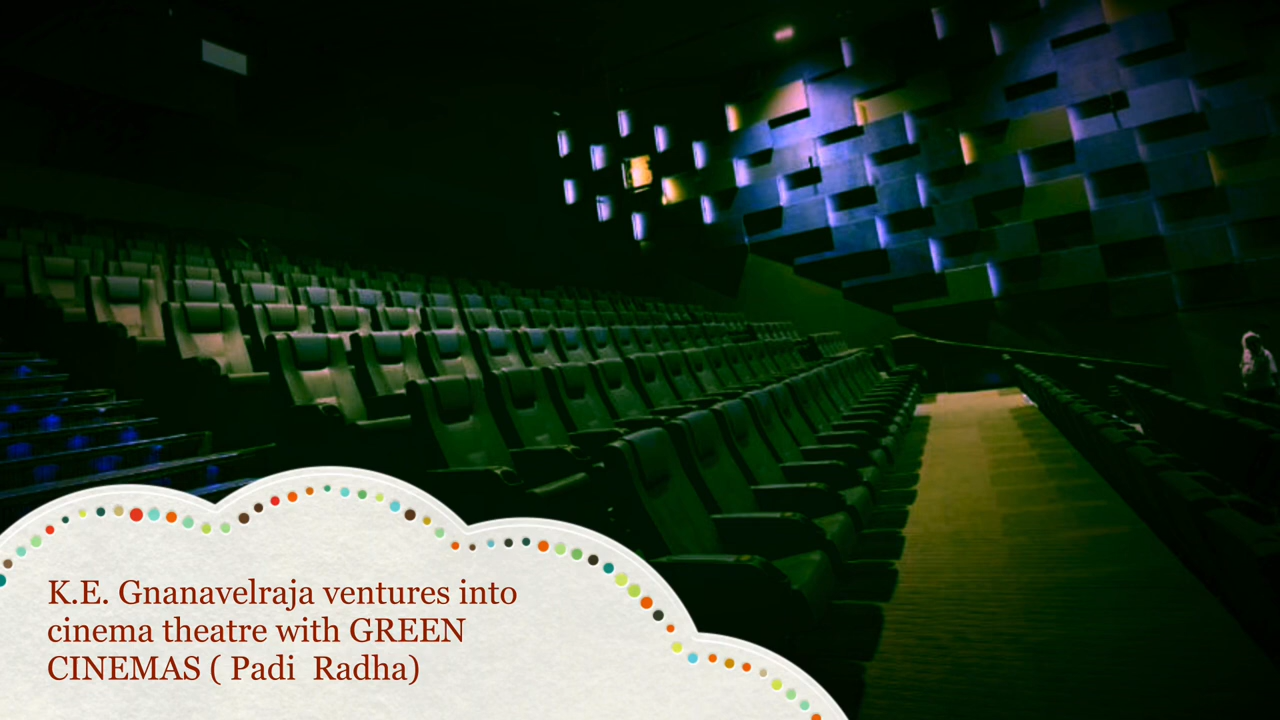 K.E. Gnanavelraja ventures into
cinema theatre with GREEN
CINEMAS ( Padi  Radha)